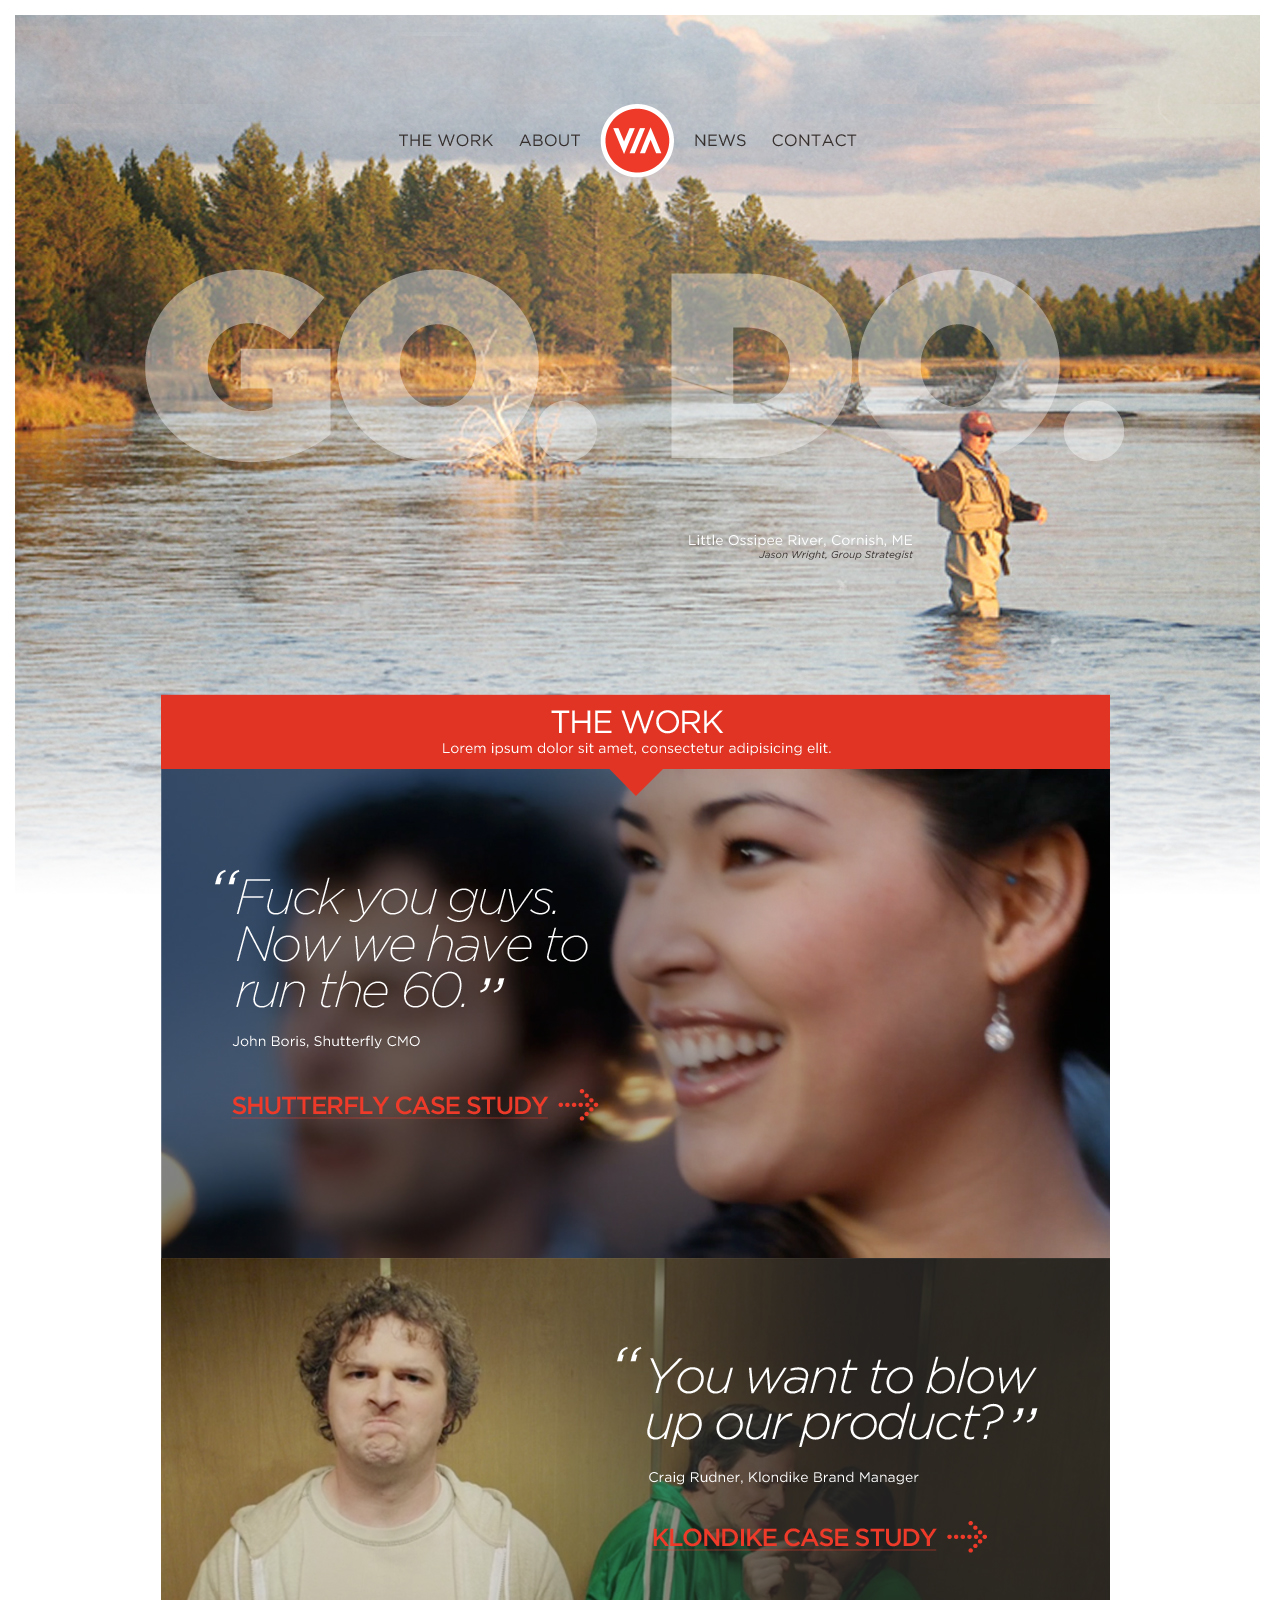 THE WORK ABOUT VIA NEWS CONTACT
GO. DO.
Little Ossipee River, Cornish, ME
Jason Wright, Group Strategist
THE WORK
Lorem ipsum dolor sit amet, consectetur adipisicing elit.
“Fuck you guys.
Now we have to
run the 60.”
John Boris, Shutterfly CMO
SHUTTERFLY CASE STUDY
“You want to blow
up our product?”
Craig Rudner, Klondike Brand Manager
KLONDIKE CASE STUDY